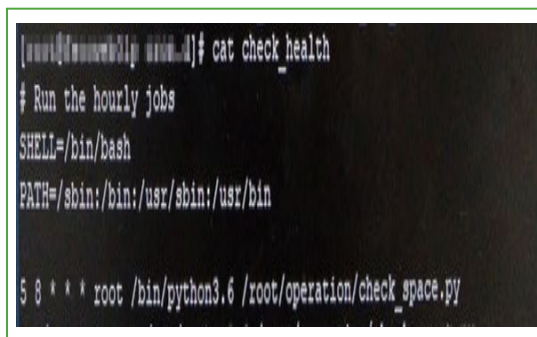 ]# cat check_health
# Run the hourly jobs
SHELL=/bin/bash
PATH=/sbin:/bin:/usr/sbin:/usr/bin
5 8 * * * root /bin/python3.6 /root/operation/check_space.py